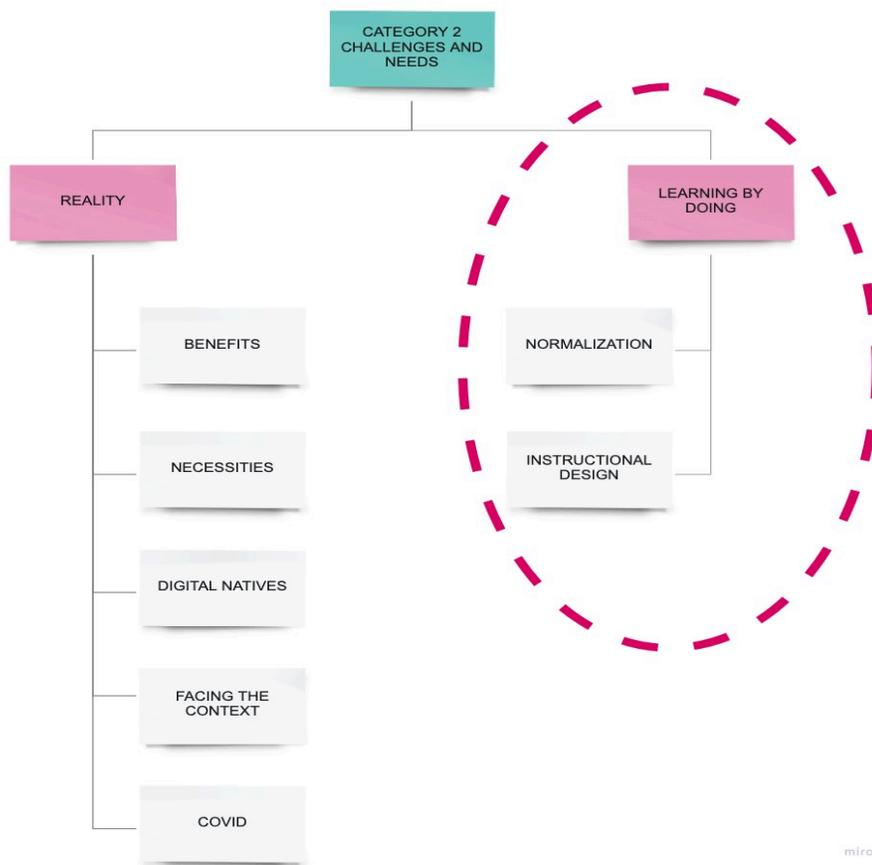 CATEGORY 2
CHALLENGES AND
NEEDS
REALITY
LEARNING BY
DOING
BENEFITS
NORMALIZATION
NECESSITIES
INSTRUCTIONAL
DESIGN
DIGITAL NATIVES
FACING THE
CONTEXT
COVID
miro